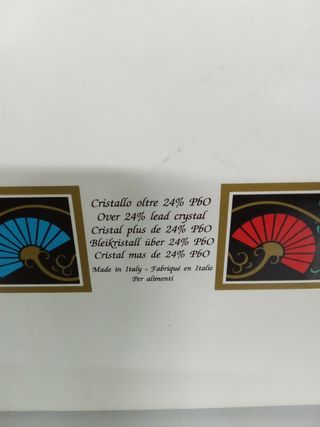 Cristallo oltre 24% PbO
Over 24% lead crystal
Cristal plus de 24% PbO
Bleikristall über 24% PbO
Cristal mas de 24% PbO
Made in Italy - Fabriqué en Italie
Per alimenti